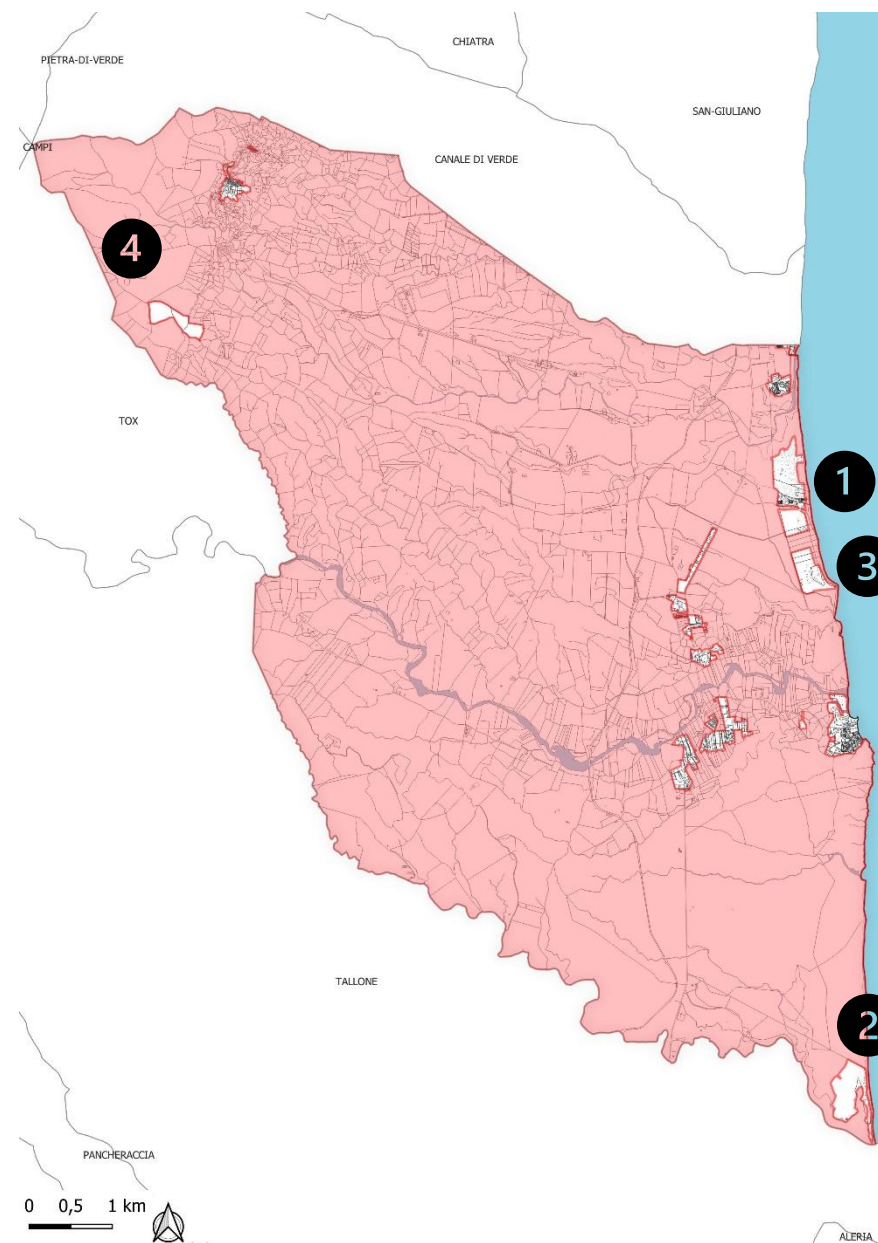 CHIATRA
PIETRA-DI-VERDE
SAN-GIULIANO
CAMPI
CANALE DI VERDE
4
TOX
1
3
TALLONE
2
PANCHERACCIA
0 0,5 1 km
ALERIA